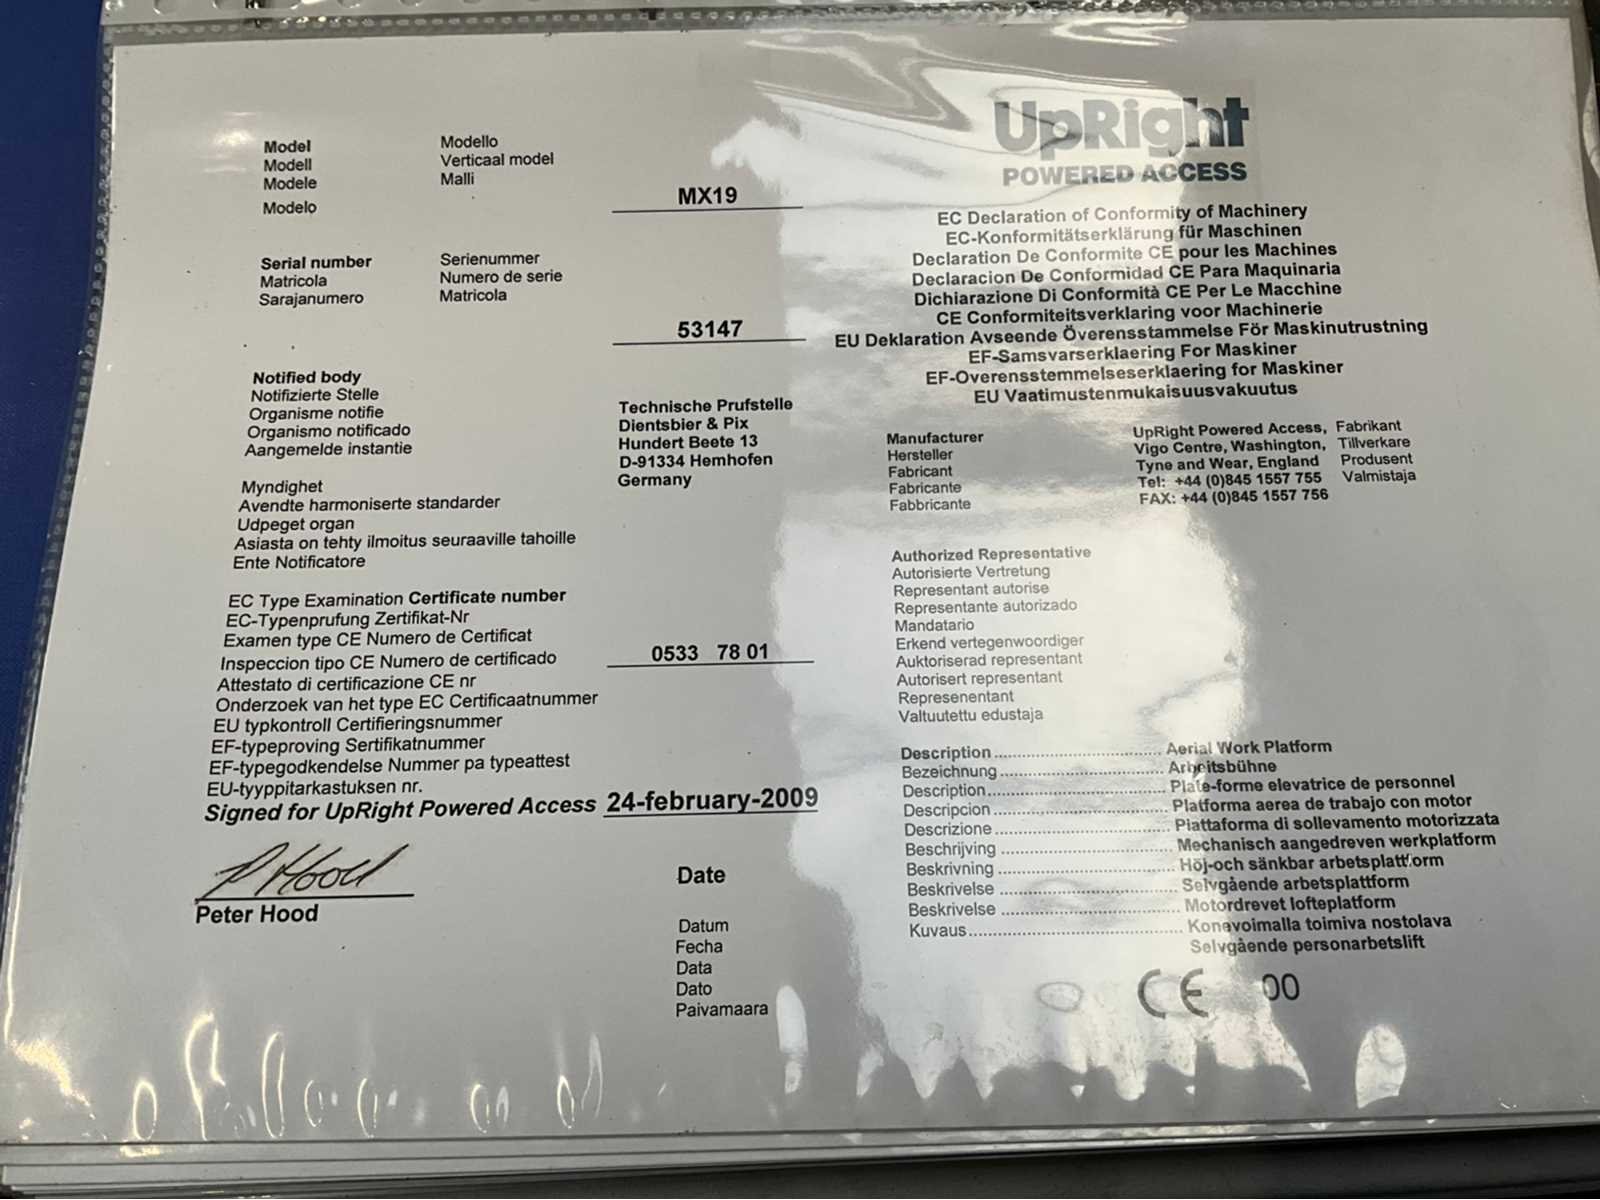 Model
Modell
Modele
Modelo
Modello
Verticaal model
Malli
MX19
Serial number
Matricola
Sarajanumero
Serienummer
Numero de serie
Matricola
53147
Notified body
Notifizierte Stelle
Organisme notifie
Organismo notificado
Aangemelde instantie
Myndighet
Avendte harmoniserte standarder
Udpeget organ
Asiasta on tehty ilmoitus seuraaville tahoille
Ente Notificatore
Technische Prufstelle
Dientsbier & Pix
Hundert Beete 13
D-91334 Hemhofen
Germany
EC Type Examination Certificate number
EC-Typenprufung Zertifikat-Nr
Examen type CE Numero de Certificat
Inspeccion tipo CE Numero de certificado
Attestato di certificazione CE nr
Onderzoek van het type EC Certificaatnummer
EU typkontroll Certifieringsnummer
EF-typeproving Sertifikatnummer
EF-typegodkendelse Nummer pa typeattest
EU-tyyppitarkastuksen nr.
0533 78 01
Signed for UpRight Powered Access 24-february-2009
P Hood
Peter Hood
Date
Datum
Fecha
Data
Dato
Paivamaara
UpRight
POWERED ACCESS
EC Declaration of Conformity of Machinery
EC-Konformitätserklärung für Maschinen
Declaration De Conformite CE pour les Machines
Declaracion De Conformidad CE Para Maquinaria
Dichiarazione Di Conformità CE Per Le Macchine
CE Conformiteitsverklaring voor Machinerie
EU Deklaration Avseende Överensstammelse För Maskinutrustning
EF-Samsvarserklaering For Maskiner
EF-Overensstemmelseserklaering for Maskiner
EU Vaatimustenmukaisuusvakuutus
Manufacturer
Hersteller
Fabricant
Fabricante
Fabbricante
UpRight Powered Access,
Vigo Centre, Washington,
Tyne and Wear, England
Tel: +44 (0)845 1557 755
FAX: +44 (0)845 1557 756
Fabrikant
Tillverkare
Produsent
Valmistaja
Authorized Representative
Autorisierte Vertretung
Representant autorise
Representante autorizado
Mandatario
Erkend vertegenwoordiger
Auktoriserad representant
Autorisert representant
Represenentant
Valtuutettu edustaja
Description.............................. Aerial Work Platform
Bezeichnung............................. Arbeitsbühne
Description............................... Plate-forme elevatrice de personnel
Descripcion.............................. Platforma aerea de trabajo con motor
Descrizione.............................. Piattaforma di sollevamento motorizzata
Beschrijving ............................. Mechanisch aangedreven werkplatform
Beskrivning .............................. Höj-och sänkbar arbetsplattform
Beskrivelse .............................. Selvgående arbetsplattform
Beskrivelse .............................. Motordrevet lofteplatform
Kuvaus..................................... Konavoimalla toimiva nostolava
Selvgående personarbetslift
CE 00